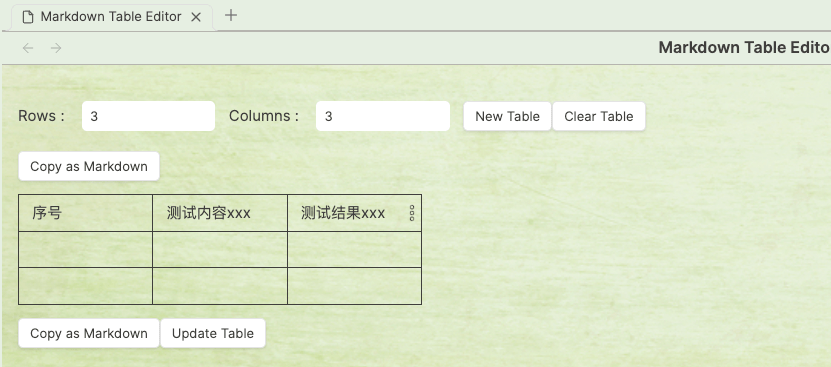 Markdown Table Editor
Markdown Table Edito
Rows : 3 Columns : 3 New Table Clear Table
Copy as Markdown
序号 测试内容xxx 测试结果xxx
Copy as Markdown Update Table